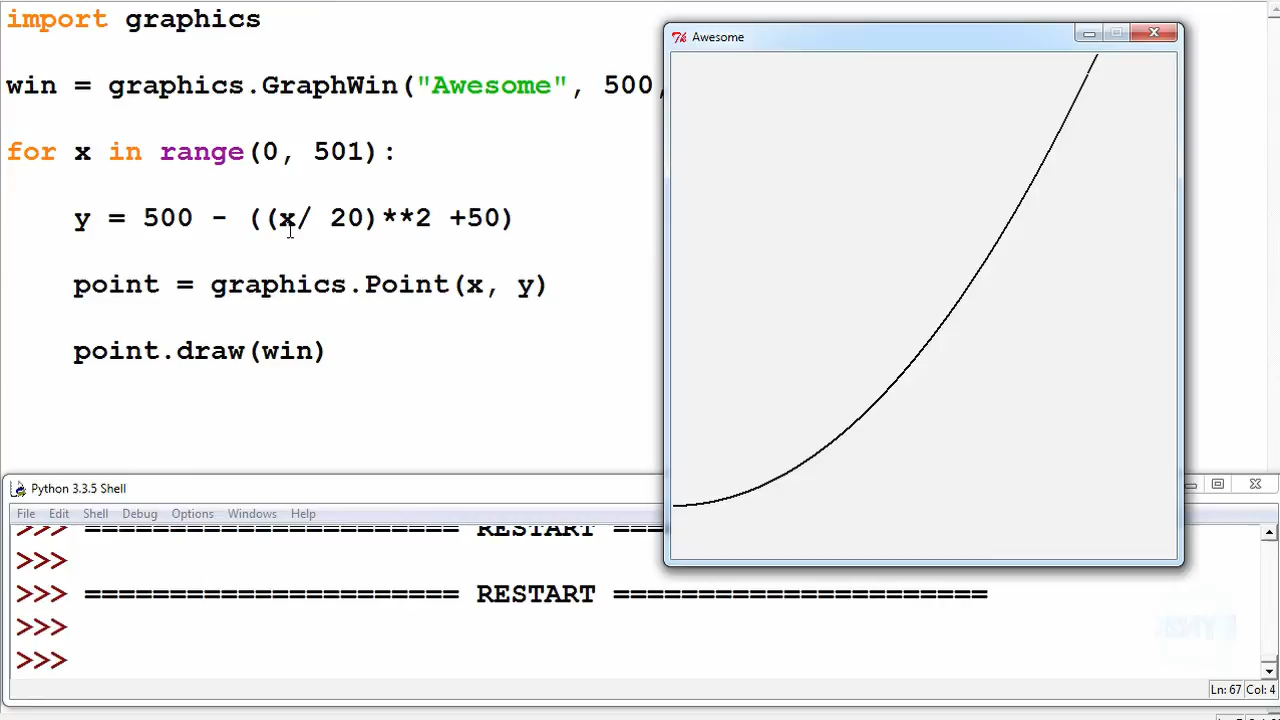 import graphics
Awesome
win = graphics.GraphWin("Awesome", 500,
for x in range(0, 501):
y = 500 - ((x/ 20)**2 +50)
point = graphics.Point(x, y)
point.draw(win)
Python 3.3.5 Shell
File Edit Shell Debug Options Windows Help
>>> ====================== RESTART ===
>>>
>>> ====================== RESTART ======================
>>>
>>>
Ln: 67 Col: 4